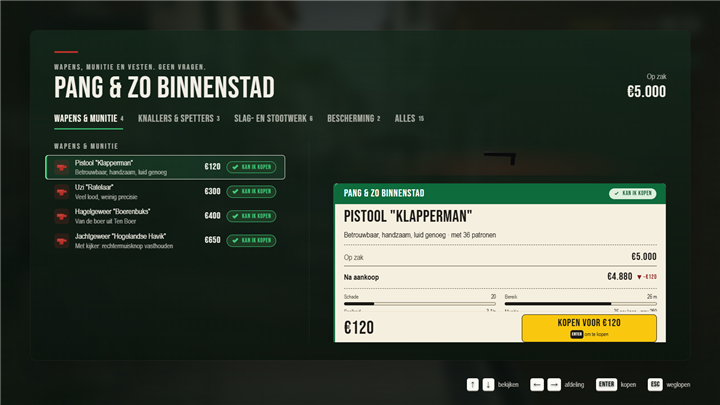 WAPENS, MUNITIE EN VESTEN. GEEN VRAGEN.
PANG & ZO BINNENSTAD
Op zak
€5.000
WAPENS & MUNITIE 4 KNALLERS & SPETTERS 3 SLAG- EN STOOTWERK 6 BESCHERMING 2 ALLES 15
WAPENS & MUNITIE
Pistool "Klapperman" €120 KAN IK KOPEN
Betrouwbaar, handzaam, luid genoeg
Uzi "Ratelaar" €300 KAN IK KOPEN
Veel lood, weinig precisie
Hagelgeweer "Boerenbuks" €400 KAN IK KOPEN
Van de boer uit Ten Boer
Jachtgeweer "Hogelandse Havik" €650 KAN IK KOPEN
Met kijker: rechtermuisknop vasthouden
PANG & ZO BINNENSTAD KAN IK KOPEN
PISTOOL "KLAPPERMAN"
Betrouwbaar, handzaam, luid genoeg · met 36 patronen
Op zak €5.000
Na aankoop €4.880 ▼ -€120
Schade 20 Bereik 26 m
€120
KOPEN VOOR €120
ENTER om te kopen
↑ ↓ bekijken ← → afdeling ENTER kopen ESC weglopen